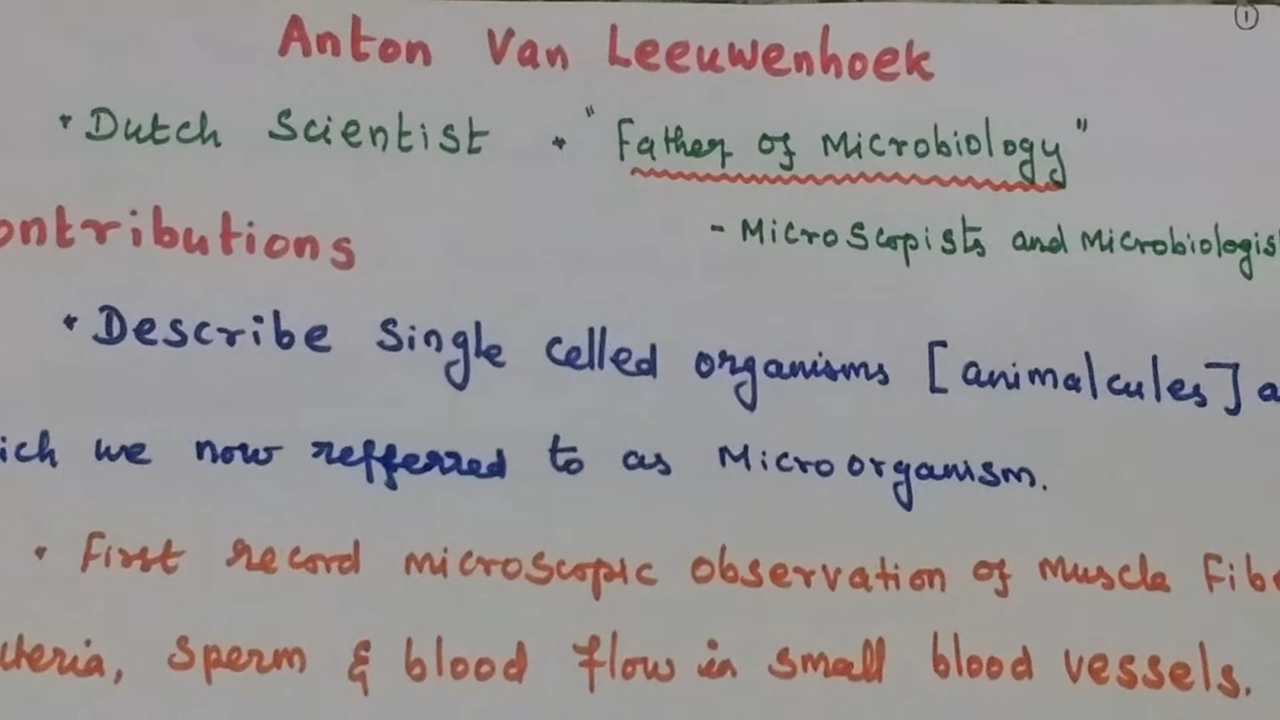 ①
Anton Van Leeuwenhoek
• Dutch Scientist • "Father of Microbiology"
ontributions
- Microscopists and Microbiologis
• Describe Single celled organisms [animalcules] a
ich we now refferred to as Microorganism.
• First record microscopic observation of muscle Fib
cteria, sperm & blood flow in small blood vessels.